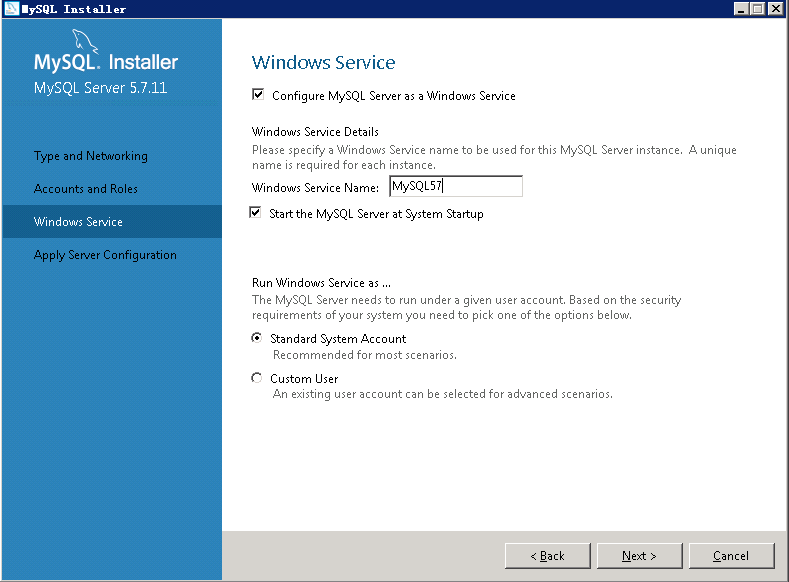 MySQL Installer
MySQL. Installer
MySQL Server 5.7.11
Type and Networking
Accounts and Roles
Windows Service
Apply Server Configuration
Windows Service
Configure MySQL Server as a Windows Service
Windows Service Details
Please specify a Windows Service name to be used for this MySQL Server instance. A unique
name is required for each instance.
Windows Service Name: MySQL57
Start the MySQL Server at System Startup
Run Windows Service as ...
The MySQL Server needs to run under a given user account. Based on the security
requirements of your system you need to pick one of the options below.
Standard System Account
Recommended for most scenarios.
Custom User
An existing user account can be selected for advanced scenarios.
< Back Next > Cancel